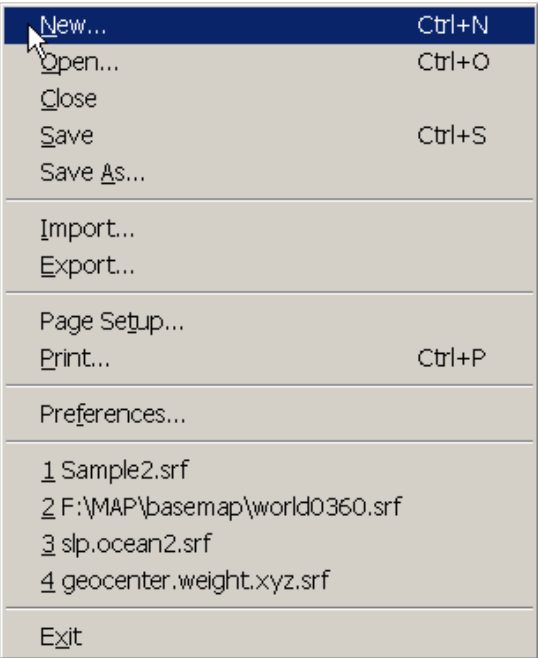 New... Ctrl+N
Open... Ctrl+O
Close
Save Ctrl+S
Save As...
Import...
Export...
Page Setup...
Print... Ctrl+P
Preferences...
1 Sample2.srf
2 F:\MAP\basemap\world0360.srf
3 slp.ocean2.srf
4 geocenter.weight.xyz.srf
Exit